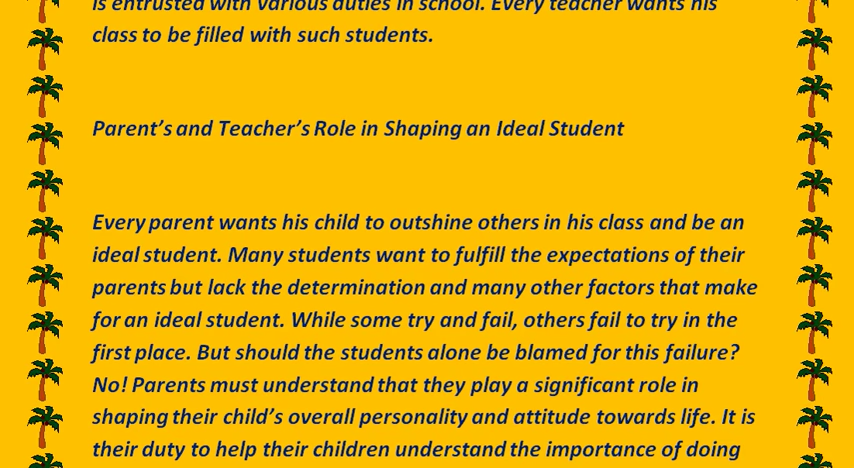 is entrusted with various duties in school. Every teacher wants his
class to be filled with such students.
Parent's and Teacher's Role in Shaping an Ideal Student
Every parent wants his child to outshine others in his class and be an
ideal student. Many students want to fulfill the expectations of their
parents but lack the determination and many other factors that make
for an ideal student. While some try and fail, others fail to try in the
first place. But should the students alone be blamed for this failure?
No! Parents must understand that they play a significant role in
shaping their child's overall personality and attitude towards life. It is
their duty to help their children understand the importance of doing